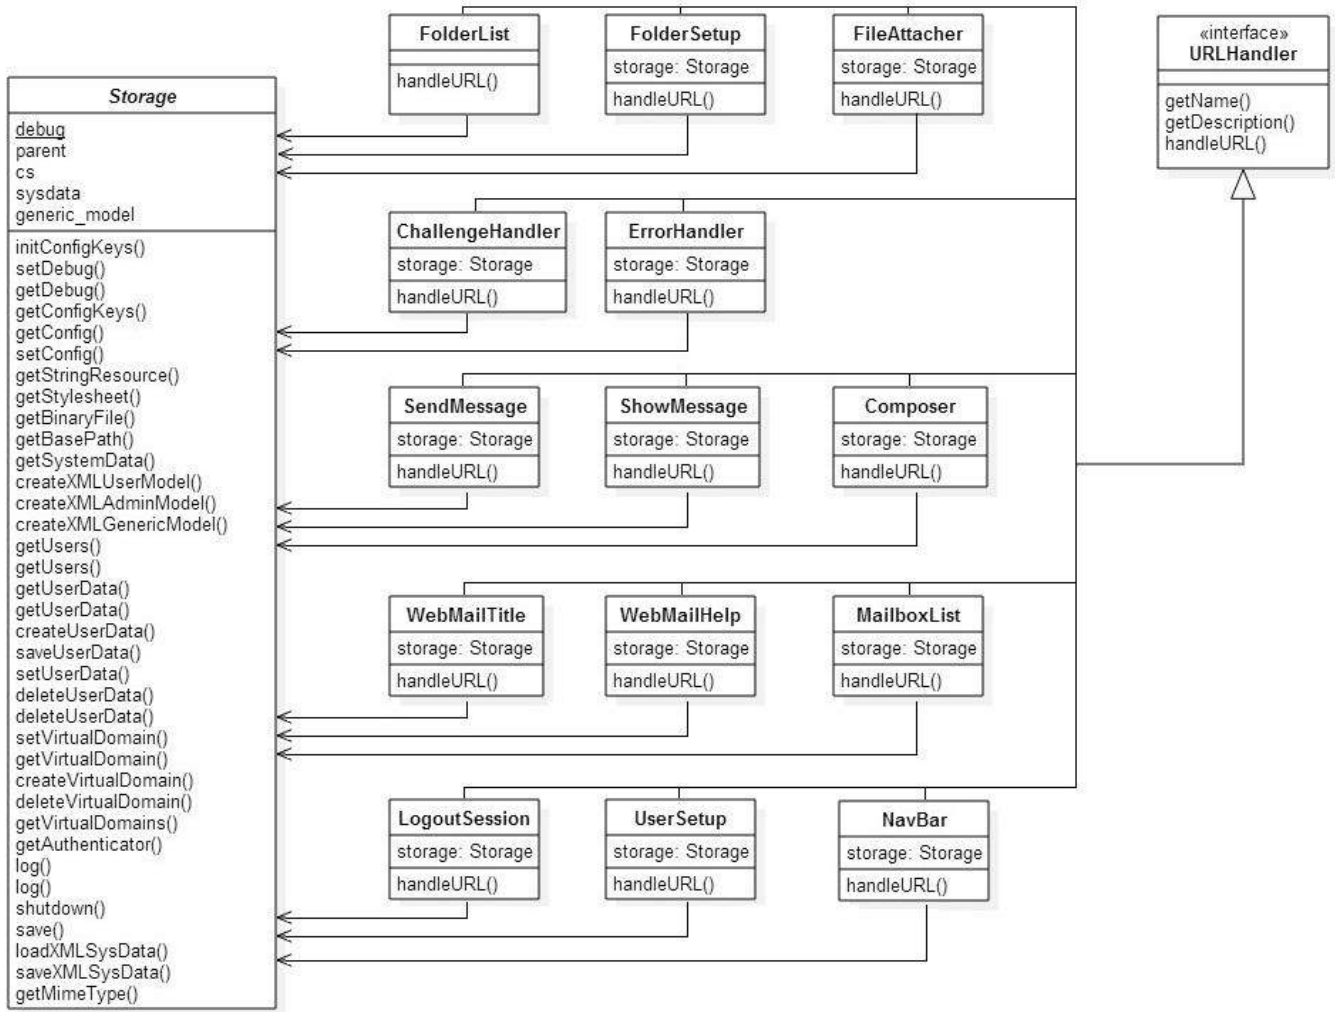 Storage
debug
parent
cs
sysdata
generic_model
initConfigKeys()
setDebug()
getDebug()
getConfigKeys()
getConfig()
setConfig()
getStringResource()
getStylesheet()
getBinaryFile()
getBasePath()
getSystemData()
createXMLUserModel()
createXMLAdminModel()
createXMLGenericModel()
getUsers()
getUsers()
getUserData()
getUserData()
createUserData()
saveUserData()
setUserData()
deleteUserData()
deleteUserData()
setVirtualDomain()
getVirtualDomain()
createVirtualDomain()
deleteVirtualDomain()
getVirtualDomains()
getAuthenticator()
log()
log()
shutdown()
save()
loadXMLSysData()
saveXMLSysData()
getMimeType()
FolderList
handleURL()
FolderSetup
storage: Storage
handleURL()
FileAttacher
storage: Storage
handleURL()
ChallengeHandler
storage: Storage
handleURL()
ErrorHandler
storage: Storage
handleURL()
SendMessage
storage: Storage
handleURL()
ShowMessage
storage: Storage
handleURL()
Composer
storage: Storage
handleURL()
WebMailTitle
storage: Storage
handleURL()
WebMailHelp
storage: Storage
handleURL()
MailboxList
storage: Storage
handleURL()
LogoutSession
storage: Storage
handleURL()
UserSetup
storage: Storage
handleURL()
NavBar
storage: Storage
handleURL()
«interface»
URLHandler
getName()
getDescription()
handleURL()